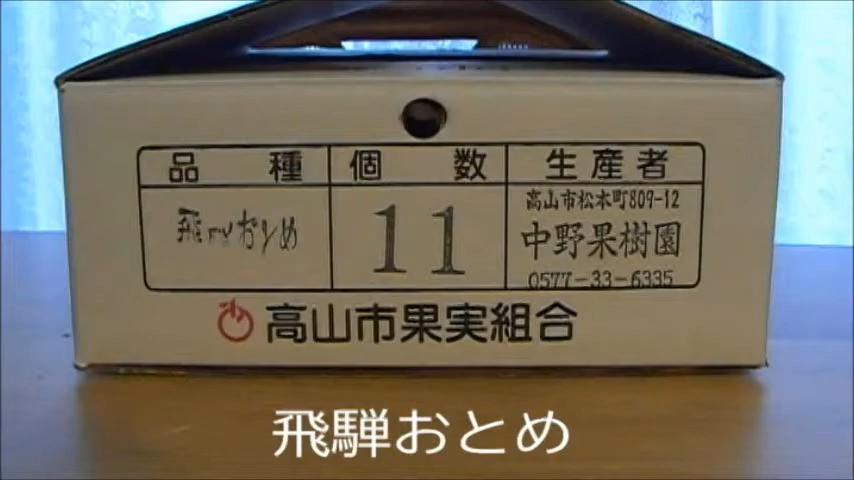 品種 個数 生産者
飛騨おとめ 11 高山市松本町809-12
中野果樹園
0577-33-6335
高山市果実組合
飛騨おとめ